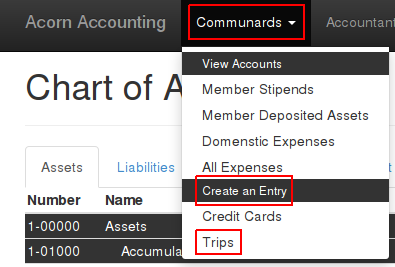 Acorn Accounting
Communards
Accountant
View Accounts
Chart of A
Member Stipends
Member Deposited Assets
Domenstic Expenses
Assets
Liabilities
All Expenses
t
Number
Name
Create an Entry
1-00000
Assets
Credit Cards
1-01000
Accumula
Trips